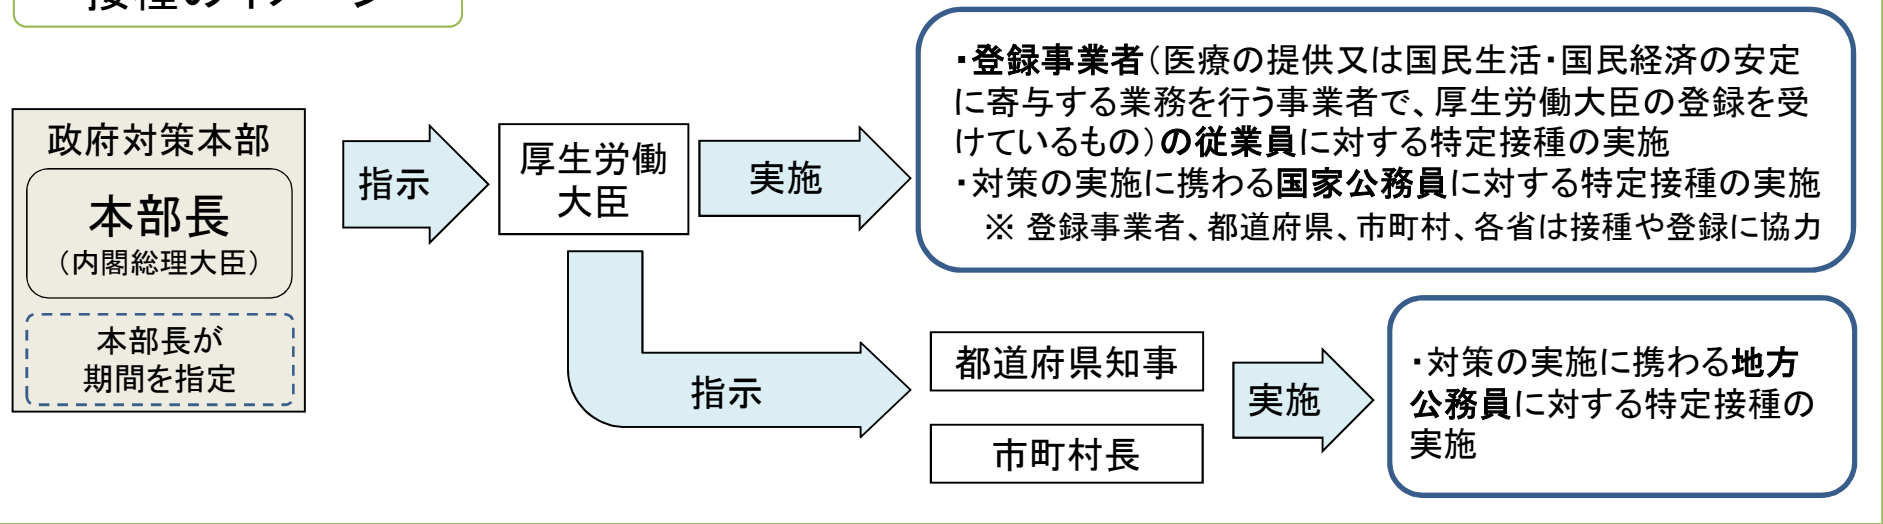 接種のイメージ
政府対策本部
本部長
（内閣総理大臣）
本部長が
期間を指定
指示
厚生労働
大臣
実施
・登録事業者（医療の提供又は国民生活・国民経済の安定
に寄与する業務を行う事業者で、厚生労働大臣の登録を受
けているもの）の従業員に対する特定接種の実施
・対策の実施に携わる国家公務員に対する特定接種の実施
※ 登録事業者、都道府県、市町村、各省は接種や登録に協力
指示
都道府県知事
市町村長
実施
・対策の実施に携わる地方
公務員に対する特定接種の
実施